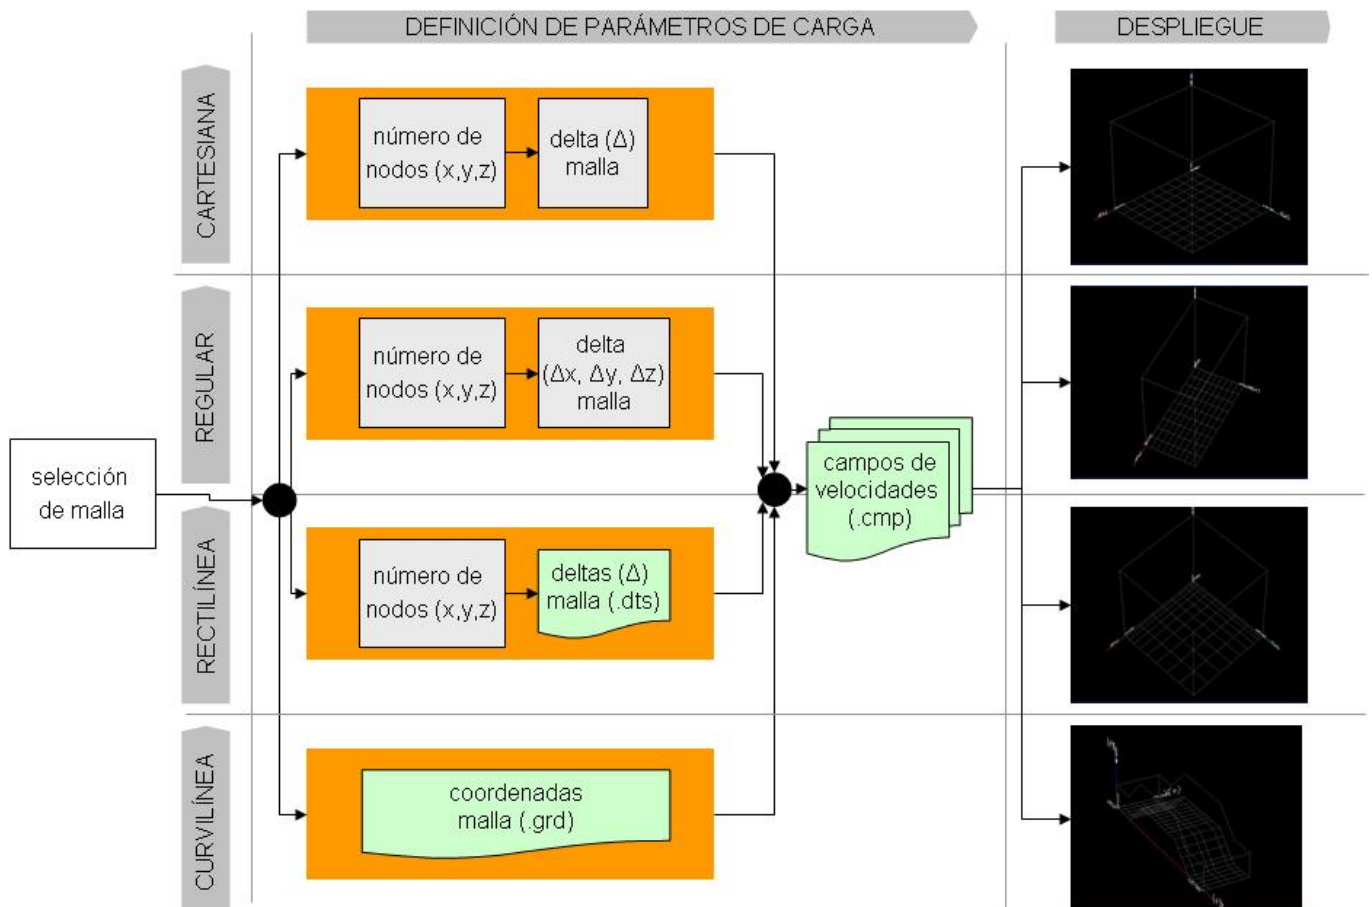 DEFINICIÓN DE PARÁMETROS DE CARGA
DESPLIEGUE
CARTESIANA
número de
nodos (x,y,z)
delta (Δ)
malla
REGULAR
número de
nodos (x,y,z)
delta
(Δx, Δy, Δz)
malla
selección
de malla
campos de
velocidades
(.cmp)
RECTILÍNEA
número de
nodos (x,y,z)
deltas (Δ)
malla (.dts)
CURVILÍNEA
coordenadas
malla (.grd)